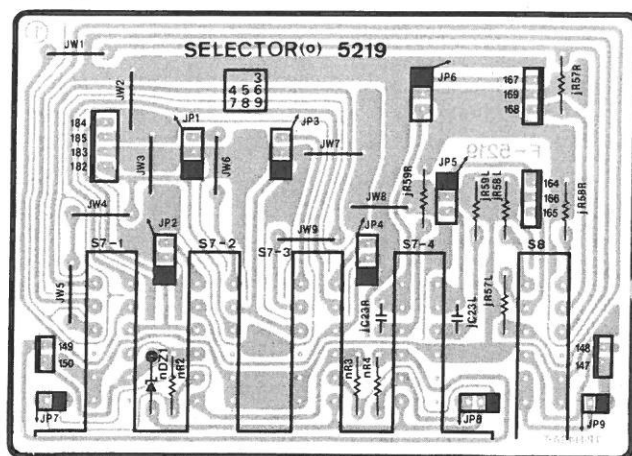 SELECTOR(O) 5219
JW1
JW2
3
4 5 6
7 8 9
JP6
167
169
168
jR57R
184
185
183
182
JP1
JP3
JW3
JW6
JW7
F-5219
JP5
jR59R
jR59L
jR58L
164
166
165
jR58R
JW4
JP2
JW8
JP4
JW9
S7-1
S7-2
S7-3
S7-4
S8
JW5
jC23R
jC23L
jR57L
149
150
nDZ1
nR2
nR3
nR4
148
147
JP7
JP8
JP9